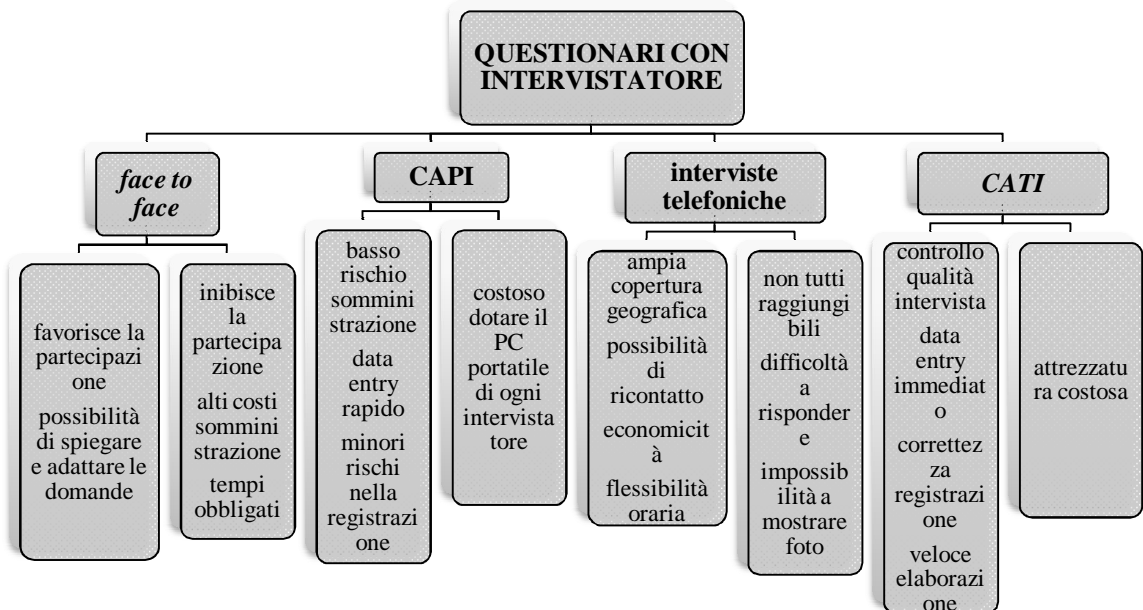 QUESTIONARI CON
INTERVISTATORE
face to
face
CAPI
interviste
telefoniche
CATI
favorisce la
partecipazi
one
possibilità
di spiegare
e adattare le
domande
inibisce
la
partecipa
zione
alti costi
sommini
strazione
tempi
obbligati
basso
rischio
sommini
strazione
data
entry
rapido
minori
rischi
nella
registrazi
one
costoso
dotare il
PC
portatile
di ogni
intervista
tore
ampia
copertura
geografica
possibilità
di
ricontatto
economicit
à
flessibilità
oraria
non tutti
raggiungi
bili
difficoltà
a
risponder
e
impossib
ilità a
mostrare
foto
controllo
qualità
intervista
data
entry
immediat
o
correttez
za
registrazi
one
veloce
elaborazi
one
attrezzatu
ra costosa